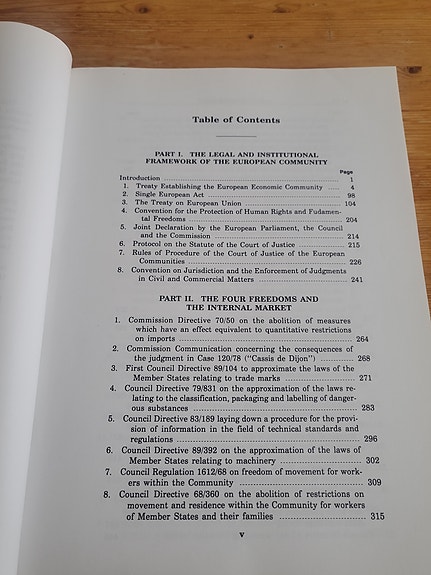 Table of Contents
PART I. THE LEGAL AND INSTITUTIONAL
FRAMEWORK OF THE EUROPEAN COMMUNITY
Page
Introduction 1
1. Treaty Establishing the European Economic Community 4
2. Single European Act 98
3. The Treaty on European Union 104
4. Convention for the Protection of Human Rights and Fudamen-
tal Freedoms 204
5. Joint Declaration by the European Parliament, the Council
and the Commission 214
6. Protocol on the Statute of the Court of Justice 215
7. Rules of Procedure of the Court of Justice of the European
Communities 226
8. Convention on Jurisdiction and the Enforcement of Judgments
in Civil and Commercial Matters 241
PART II. THE FOUR FREEDOMS AND
THE INTERNAL MARKET
1. Commission Directive 70/50 on the abolition of measures
which have an effect equivalent to quantitative restrictions
on imports 264
2. Commission Communication concerning the consequences of
the judgment in Case 120/78 ("Cassis de Dijon") 268
3. First Council Directive 89/104 to approximate the laws of the
Member States relating to trade marks 271
4. Council Directive 79/831 on the approximation of the laws re-
lating to the classification, packaging and labelling of danger-
ous substances 283
5. Council Directive 83/189 laying down a procedure for the provi-
sion of information in the field of technical standards and
regulations 296
6. Council Directive 89/392 on the approximation of the laws of
Member States relating to machinery 302
7. Council Regulation 1612/68 on freedom of movement for work-
ers within the Community 309
8. Council Directive 68/360 on the abolition of restrictions on
movement and residence within the Community for workers
of Member States and their families 315
v